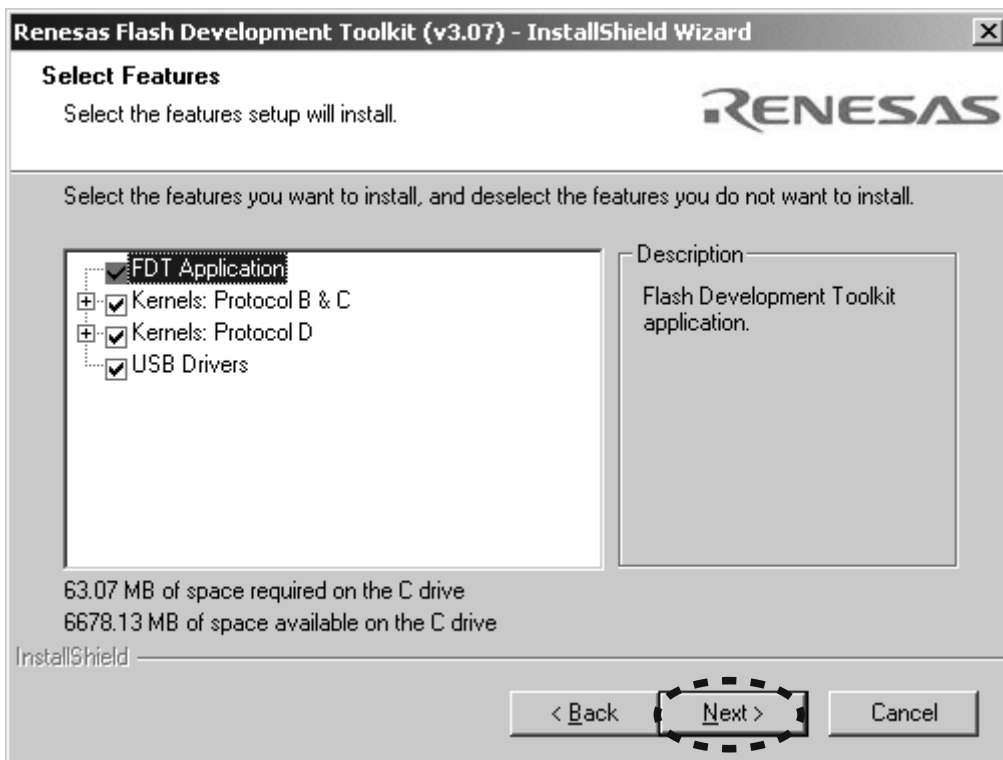 Renesas Flash Development Toolkit (v3.07) - InstallShield Wizard
Select Features
Select the features setup will install.
RENESAS
Select the features you want to install, and deselect the features you do not want to install.
FDT Application
Kernels: Protocol B & C
Kernels: Protocol D
USB Drivers
Description
Flash Development Toolkit
application.
63.07 MB of space required on the C drive
6678.13 MB of space available on the C drive
InstallShield
< Back
Next >
Cancel